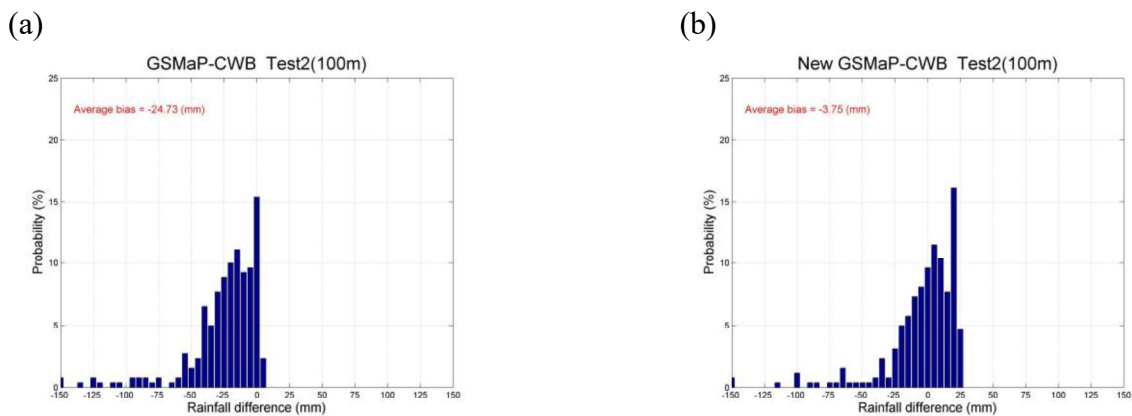 (a)
GSMaP-CWB Test2(100m)
Average bias = -24.73 (mm)
Probability (%)
25
20
15
10
5
0
-150 -125 -100 -75 -50 -25 0 25 50 75 100 125 150
Rainfall difference (mm)
(b)
New GSMaP-CWB Test2(100m)
Average bias = -3.75 (mm)
Probability (%)
25
20
15
10
5
0
-150 -125 -100 -75 -50 -25 0 25 50 75 100 125 150
Rainfall difference (mm)